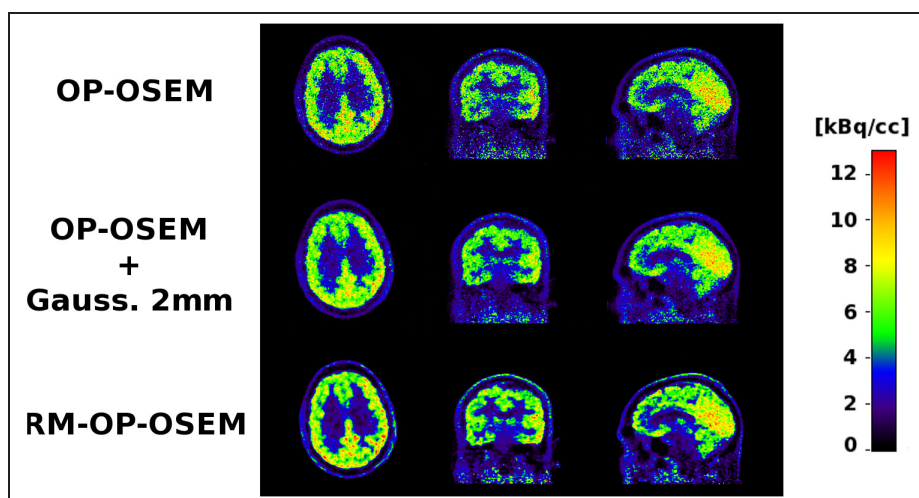 OP-OSEM
OP-OSEM
+
Gauss. 2mm
RM-OP-OSEM
[kBq/cc]
12
10
8
6
4
2
0